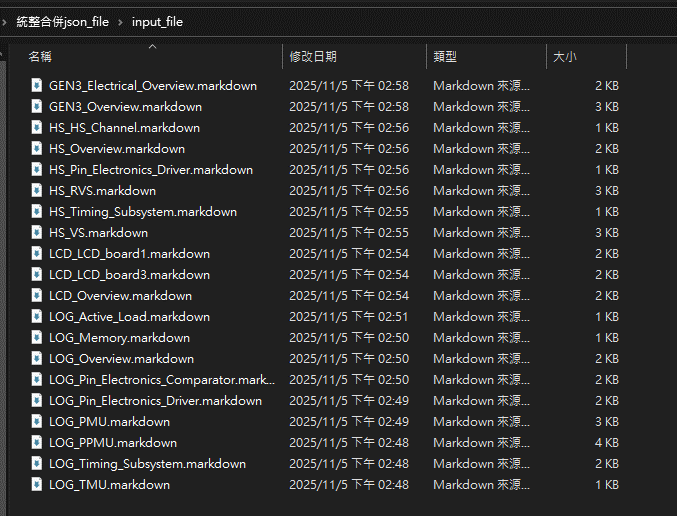 統整合併json_file > input_file
名稱 修改日期 類型 大小
GEN3_Electrical_Overview.markdown 2025/11/5 下午 02:58 Markdown 來源... 2 KB
GEN3_Overview.markdown 2025/11/5 下午 02:58 Markdown 來源... 3 KB
HS_HS_Channel.markdown 2025/11/5 下午 02:56 Markdown 來源... 1 KB
HS_Overview.markdown 2025/11/5 下午 02:56 Markdown 來源... 2 KB
HS_Pin_Electronics_Driver.markdown 2025/11/5 下午 02:56 Markdown 來源... 1 KB
HS_RVS.markdown 2025/11/5 下午 02:56 Markdown 來源... 3 KB
HS_Timing_Subsystem.markdown 2025/11/5 下午 02:55 Markdown 來源... 1 KB
HS_VS.markdown 2025/11/5 下午 02:55 Markdown 來源... 3 KB
LCD_LCD_board1.markdown 2025/11/5 下午 02:54 Markdown 來源... 2 KB
LCD_LCD_board3.markdown 2025/11/5 下午 02:54 Markdown 來源... 2 KB
LCD_Overview.markdown 2025/11/5 下午 02:54 Markdown 來源... 2 KB
LOG_Active_Load.markdown 2025/11/5 下午 02:51 Markdown 來源... 1 KB
LOG_Memory.markdown 2025/11/5 下午 02:50 Markdown 來源... 1 KB
LOG_Overview.markdown 2025/11/5 下午 02:50 Markdown 來源... 2 KB
LOG_Pin_Electronics_Comparator.mark... 2025/11/5 下午 02:50 Markdown 來源... 2 KB
LOG_Pin_Electronics_Driver.markdown 2025/11/5 下午 02:49 Markdown 來源... 2 KB
LOG_PMU.markdown 2025/11/5 下午 02:49 Markdown 來源... 3 KB
LOG_PPMU.markdown 2025/11/5 下午 02:48 Markdown 來源... 4 KB
LOG_Timing_Subsystem.markdown 2025/11/5 下午 02:48 Markdown 來源... 2 KB
LOG_TMU.markdown 2025/11/5 下午 02:48 Markdown 來源... 1 KB